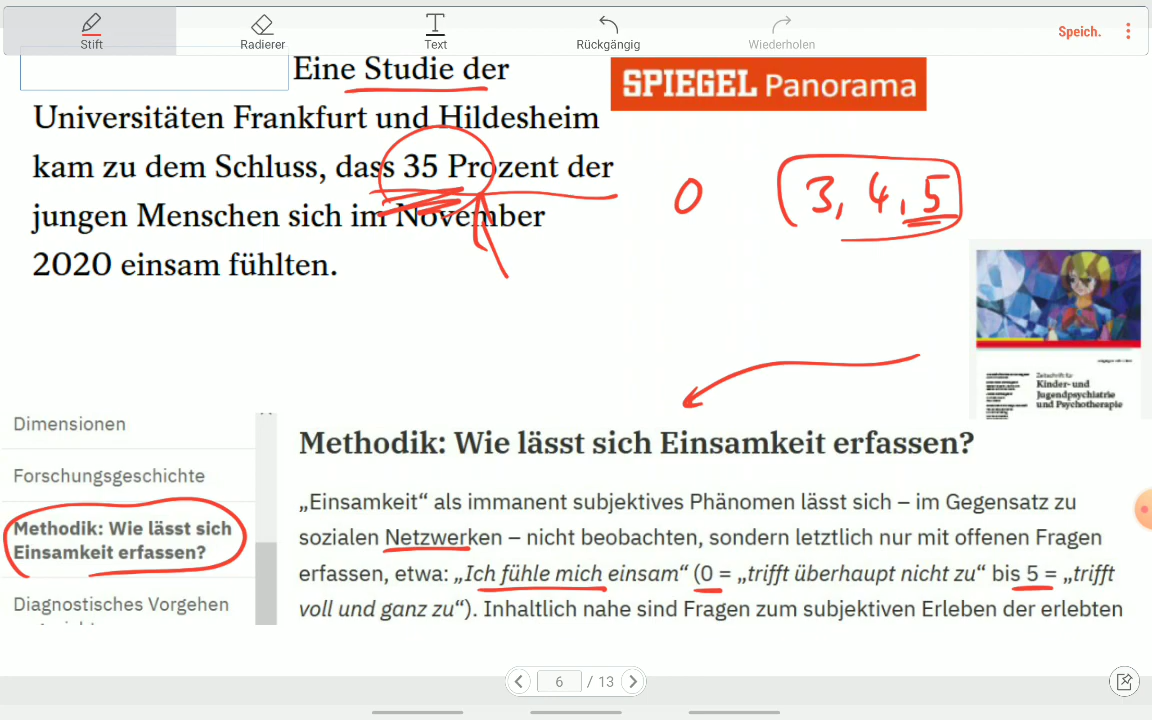 Stift
Radierer
Text
Rückgängig
Wiederholen
Speich.
Eine Studie der
Universitäten Frankfurt und Hildesheim
kam zu dem Schluss, dass 35 Prozent der
jungen Menschen sich im November
2020 einsam fühlten.
SPIEGEL Panorama
0 3, 4, 5
Zeitschrift für
Kinder- und
Jugendpsychiatrie
und Psychotherapie
Dimensionen
Forschungsgeschichte
Methodik: Wie lässt sich
Einsamkeit erfassen?
Diagnostisches Vorgehen
Methodik: Wie lässt sich Einsamkeit erfassen?
„Einsamkeit“ als immanent subjektives Phänomen lässt sich – im Gegensatz zu
sozialen Netzwerken – nicht beobachten, sondern letztlich nur mit offenen Fragen
erfassen, etwa: „Ich fühle mich einsam“ (0 = „trifft überhaupt nicht zu“ bis 5 = „trifft
voll und ganz zu“). Inhaltlich nahe sind Fragen zum subjektiven Erleben der erlebten
6 / 13